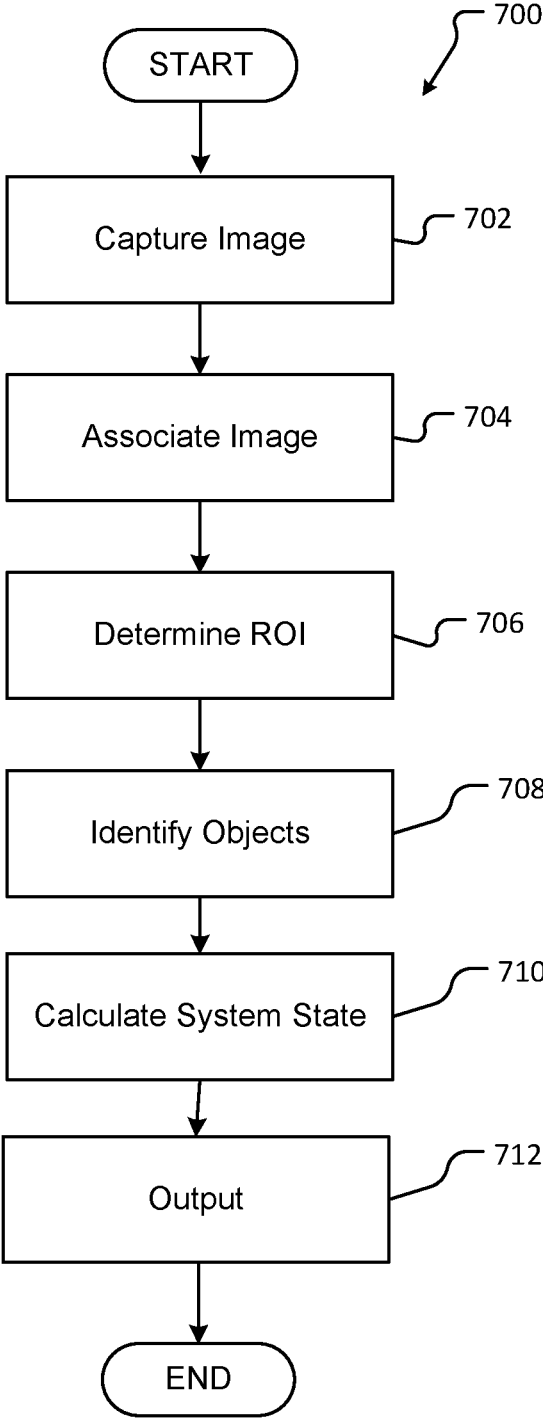 700
START
Capture Image
702
Associate Image
704
Determine ROI
706
Identify Objects
708
Calculate System State
710
Output
712
END